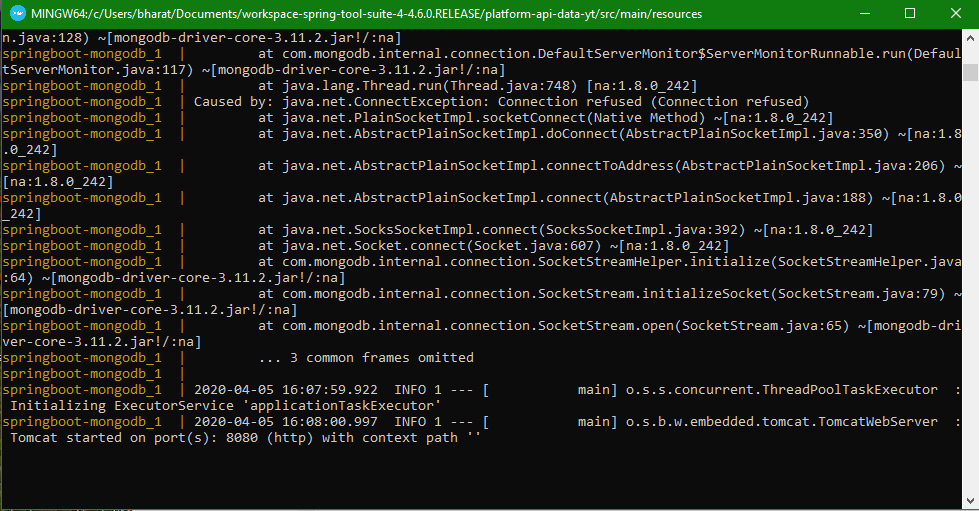 MINGW64:/c/Users/bharat/Documents/workspace-spring-tool-suite-4-4.6.0.RELEASE/platform-api-data-yt/src/main/resources
n.java:128) ~[mongodb-driver-core-3.11.2.jar!/:na]
springboot-mongodb_1  |         at com.mongodb.internal.connection.DefaultServerMonitor$ServerMonitorRunnable.run(Defaul
tServerMonitor.java:117) ~[mongodb-driver-core-3.11.2.jar!/:na]
springboot-mongodb_1  |         at java.lang.Thread.run(Thread.java:748) [na:1.8.0_242]
springboot-mongodb_1  | Caused by: java.net.ConnectException: Connection refused (Connection refused)
springboot-mongodb_1  |         at java.net.PlainSocketImpl.socketConnect(Native Method) ~[na:1.8.0_242]
springboot-mongodb_1  |         at java.net.AbstractPlainSocketImpl.doConnect(AbstractPlainSocketImpl.java:350) ~[na:1.8
.0_242]
springboot-mongodb_1  |         at java.net.AbstractPlainSocketImpl.connectToAddress(AbstractPlainSocketImpl.java:206) ~
[na:1.8.0_242]
springboot-mongodb_1  |         at java.net.AbstractPlainSocketImpl.connect(AbstractPlainSocketImpl.java:188) ~[na:1.8.0
_242]
springboot-mongodb_1  |         at java.net.SocksSocketImpl.connect(SocksSocketImpl.java:392) ~[na:1.8.0_242]
springboot-mongodb_1  |         at java.net.Socket.connect(Socket.java:607) ~[na:1.8.0_242]
springboot-mongodb_1  |         at com.mongodb.internal.connection.SocketStreamHelper.initialize(SocketStreamHelper.java
:64) ~[mongodb-driver-core-3.11.2.jar!/:na]
springboot-mongodb_1  |         at com.mongodb.internal.connection.SocketStream.initializeSocket(SocketStream.java:79) ~
[mongodb-driver-core-3.11.2.jar!/:na]
springboot-mongodb_1  |         at com.mongodb.internal.connection.SocketStream.open(SocketStream.java:65) ~[mongodb-dri
ver-core-3.11.2.jar!/:na]
springboot-mongodb_1  |         ... 3 common frames omitted
springboot-mongodb_1  |
springboot-mongodb_1  | 2020-04-05 16:07:59.922  INFO 1 --- [           main] o.s.s.concurrent.ThreadPoolTaskExecutor  :
 Initializing ExecutorService 'applicationTaskExecutor'
springboot-mongodb_1  | 2020-04-05 16:08:00.997  INFO 1 --- [           main] o.s.b.w.embedded.tomcat.TomcatWebServer  :
 Tomcat started on port(s): 8080 (http) with context path ''